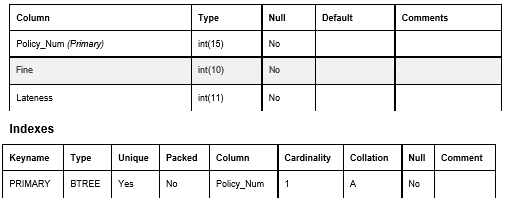 Column Type Null Default Comments
Policy_Num (Primary) int(15) No
Fine int(10) No
Lateness int(11) No
Indexes
Keyname Type Unique Packed Column Cardinality Collation Null Comment
PRIMARY BTREE Yes No Policy_Num 1 A No